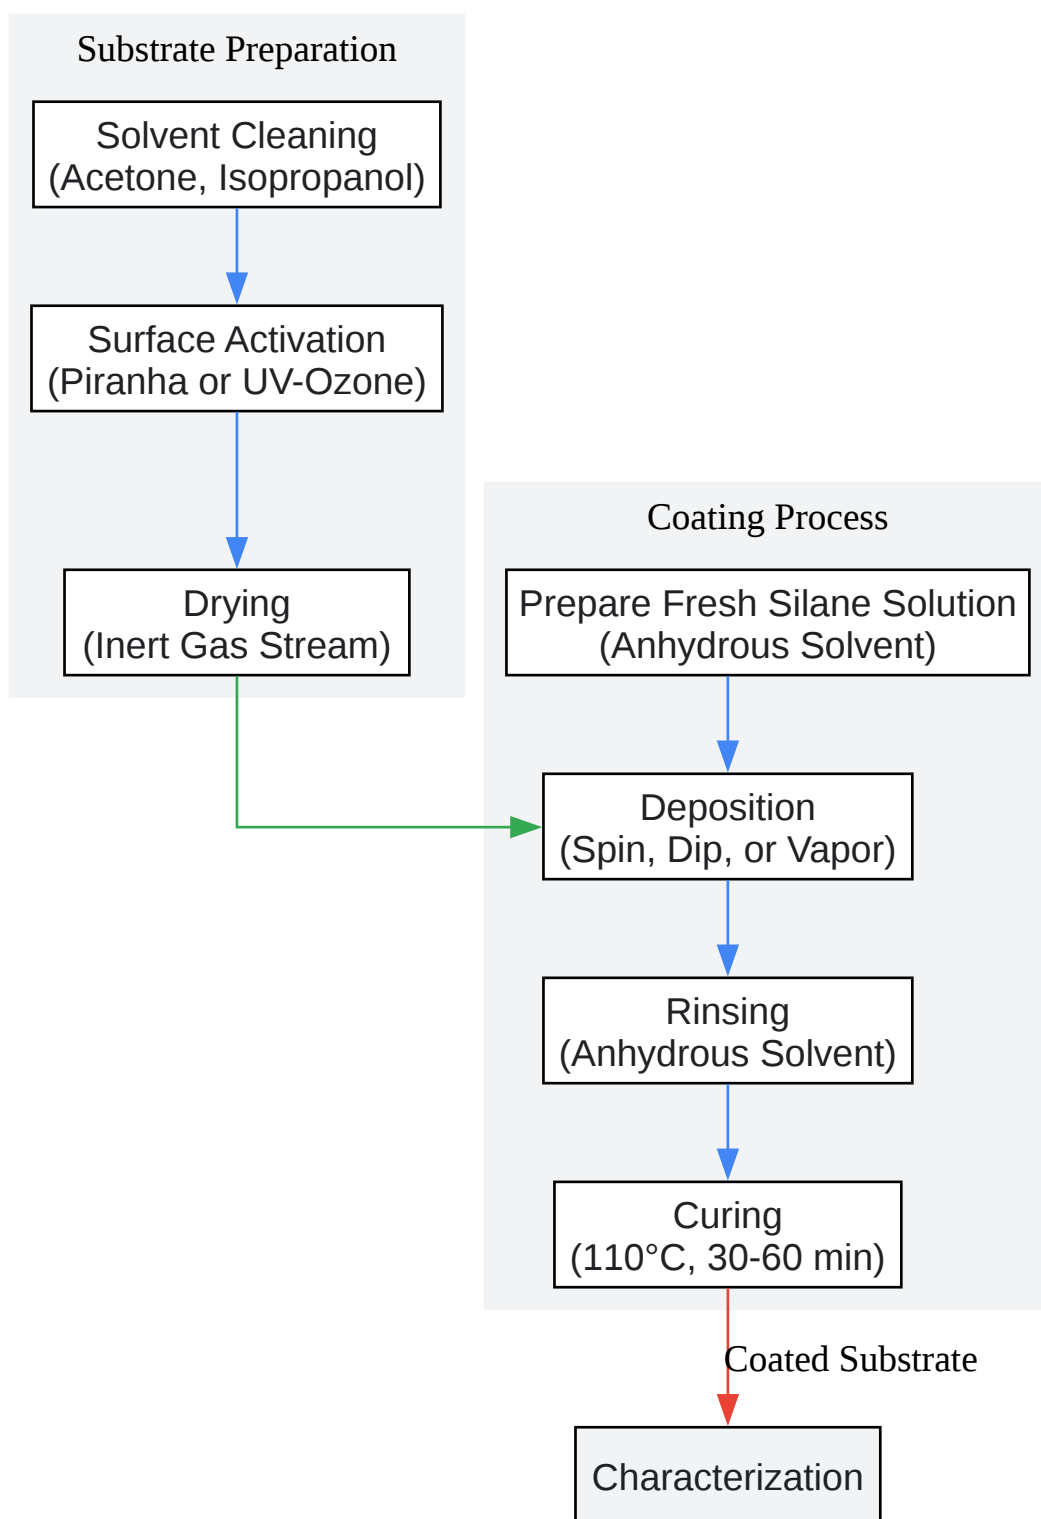 Substrate Preparation
Solvent Cleaning
(Acetone, Isopropanol)
Surface Activation
(Piranha or UV-Ozone)
Drying
(Inert Gas Stream)
Coating Process
Prepare Fresh Silane Solution
(Anhydrous Solvent)
Deposition
(Spin, Dip, or Vapor)
Rinsing
(Anhydrous Solvent)
Curing
(110°C, 30-60 min)
Coated Substrate
Characterization